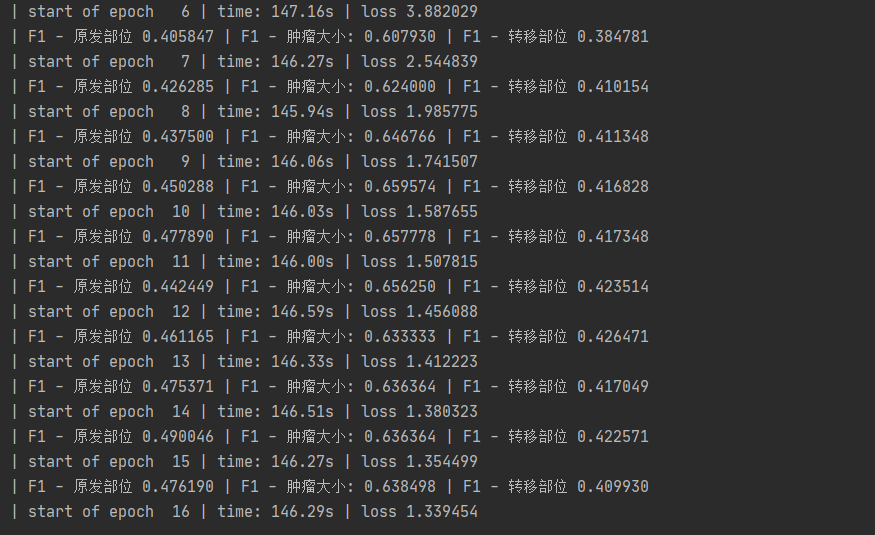 | start of epoch   6 | time: 147.16s | loss 3.882029
| F1 - 原发部位 0.405847 | F1 - 肿瘤大小: 0.607930 | F1 - 转移部位 0.384781
| start of epoch   7 | time: 146.27s | loss 2.544839
| F1 - 原发部位 0.426285 | F1 - 肿瘤大小: 0.624000 | F1 - 转移部位 0.410154
| start of epoch   8 | time: 145.94s | loss 1.985775
| F1 - 原发部位 0.437500 | F1 - 肿瘤大小: 0.646766 | F1 - 转移部位 0.411348
| start of epoch   9 | time: 146.06s | loss 1.741507
| F1 - 原发部位 0.450288 | F1 - 肿瘤大小: 0.659574 | F1 - 转移部位 0.416828
| start of epoch  10 | time: 146.03s | loss 1.587655
| F1 - 原发部位 0.477890 | F1 - 肿瘤大小: 0.657778 | F1 - 转移部位 0.417348
| start of epoch  11 | time: 146.00s | loss 1.507815
| F1 - 原发部位 0.442449 | F1 - 肿瘤大小: 0.656250 | F1 - 转移部位 0.423514
| start of epoch  12 | time: 146.59s | loss 1.456088
| F1 - 原发部位 0.461165 | F1 - 肿瘤大小: 0.633333 | F1 - 转移部位 0.426471
| start of epoch  13 | time: 146.33s | loss 1.412223
| F1 - 原发部位 0.475371 | F1 - 肿瘤大小: 0.636364 | F1 - 转移部位 0.417049
| start of epoch  14 | time: 146.51s | loss 1.380323
| F1 - 原发部位 0.490046 | F1 - 肿瘤大小: 0.636364 | F1 - 转移部位 0.422571
| start of epoch  15 | time: 146.27s | loss 1.354499
| F1 - 原发部位 0.476190 | F1 - 肿瘤大小: 0.638498 | F1 - 转移部位 0.409930
| start of epoch  16 | time: 146.29s | loss 1.339454